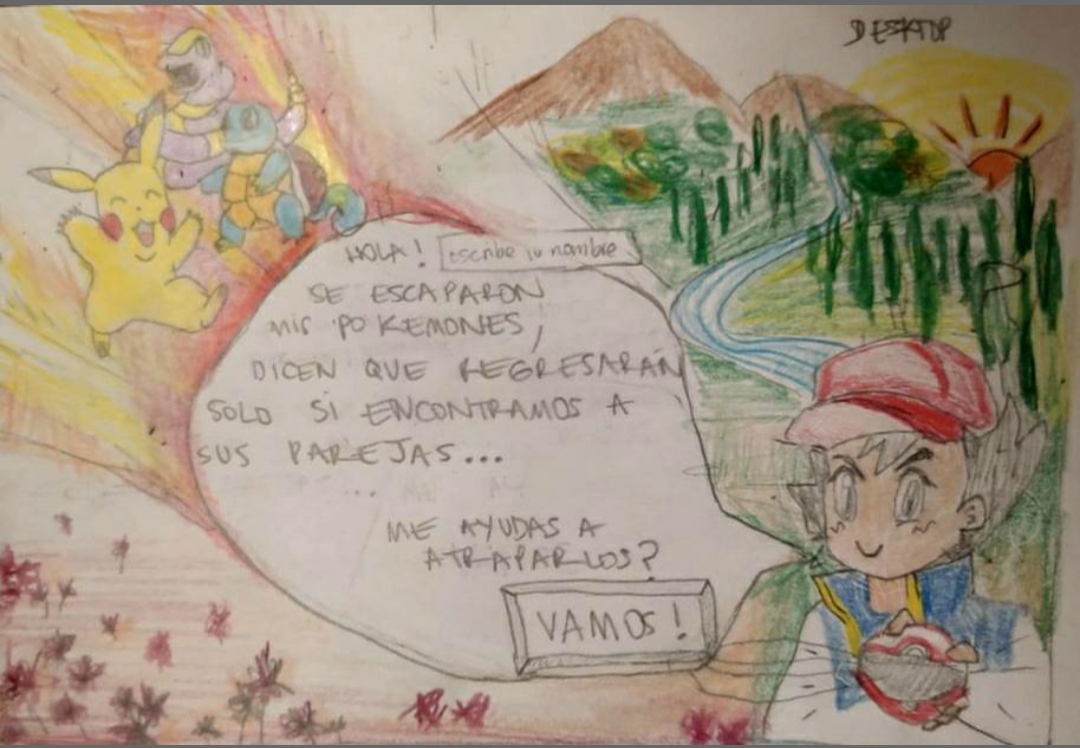 DESKTOP
HOLA! escribe tu nombre
SE ESCAPARON
MIS POKEMONES,
DICEN QUE REGRESARÁN
SOLO SI ENCONTRAMOS A
SUS PAREJAS...
...
ME AYUDAS A
ATRAPARLOS?
VAMOS!